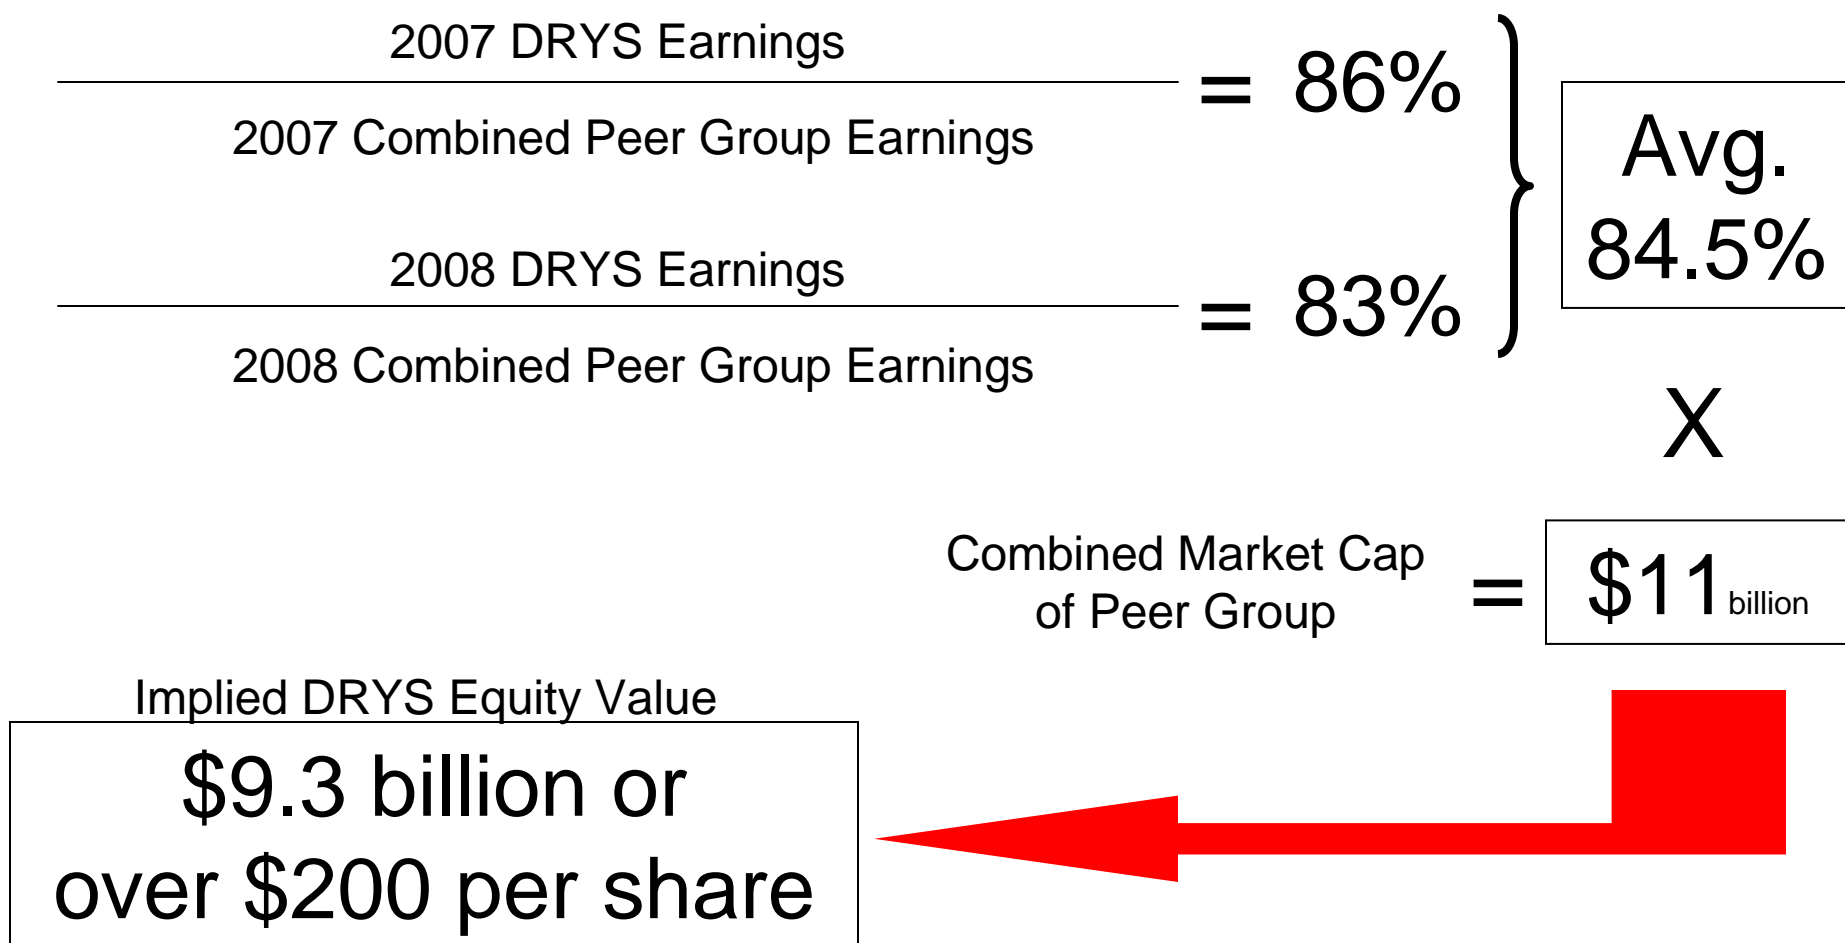 2007 DRYS Earnings
2007 Combined Peer Group Earnings
= 86%
2008 DRYS Earnings
2008 Combined Peer Group Earnings
= 83%
Avg.
84.5%
X
Combined Market Cap
of Peer Group
= $11 billion
Implied DRYS Equity Value
$9.3 billion or
over $200 per share